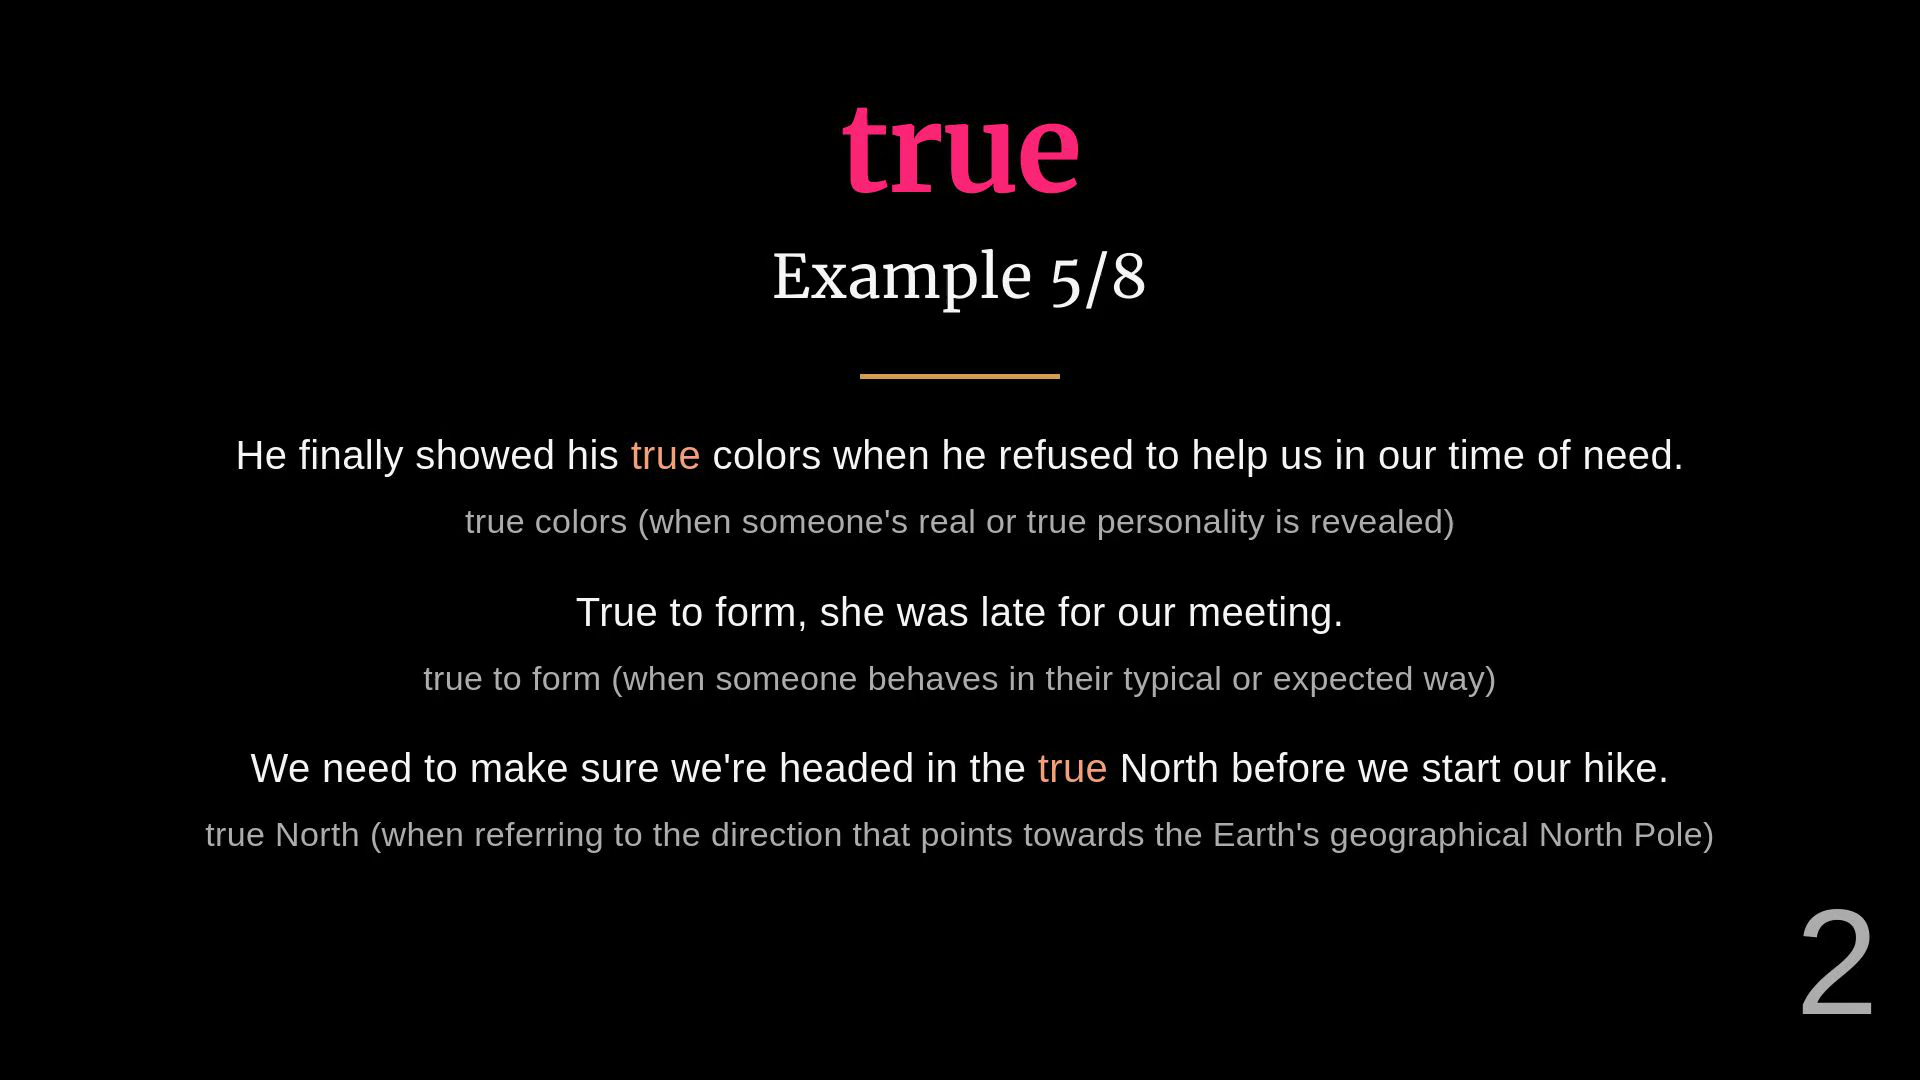 true
Example 5/8
He finally showed his true colors when he refused to help us in our time of need.
true colors (when someone's real or true personality is revealed)
True to form, she was late for our meeting.
true to form (when someone behaves in their typical or expected way)
We need to make sure we're headed in the true North before we start our hike.
true North (when referring to the direction that points towards the Earth's geographical North Pole)
2